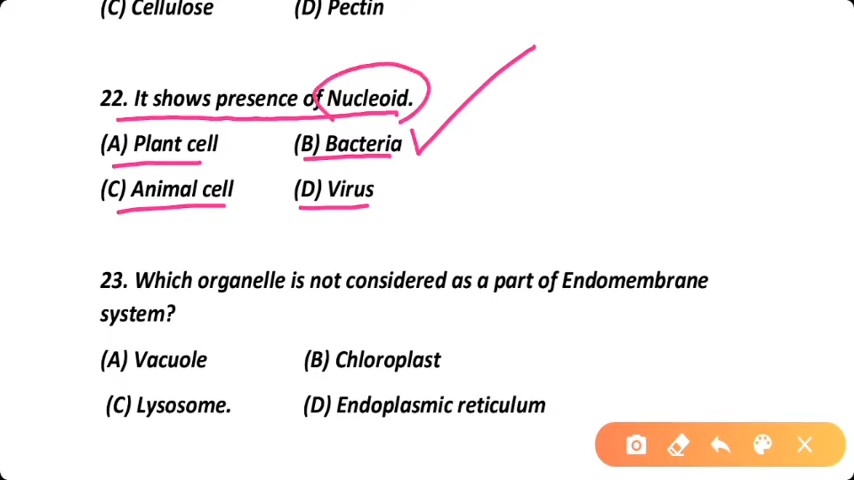 (C) Cellulose (D) Pectin
22. It shows presence of Nucleoid.
(A) Plant cell (B) Bacteria
(C) Animal cell (D) Virus
23. Which organelle is not considered as a part of Endomembrane
system?
(A) Vacuole (B) Chloroplast
(C) Lysosome. (D) Endoplasmic reticulum